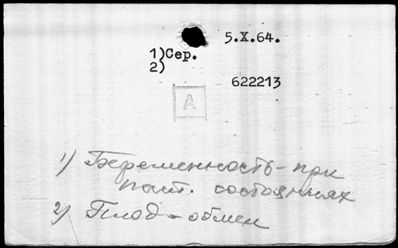 5.X.64.
1)Сер.
2)
622213
А
1) Беременность - при
пат. состояниях
2) Плод - обмен